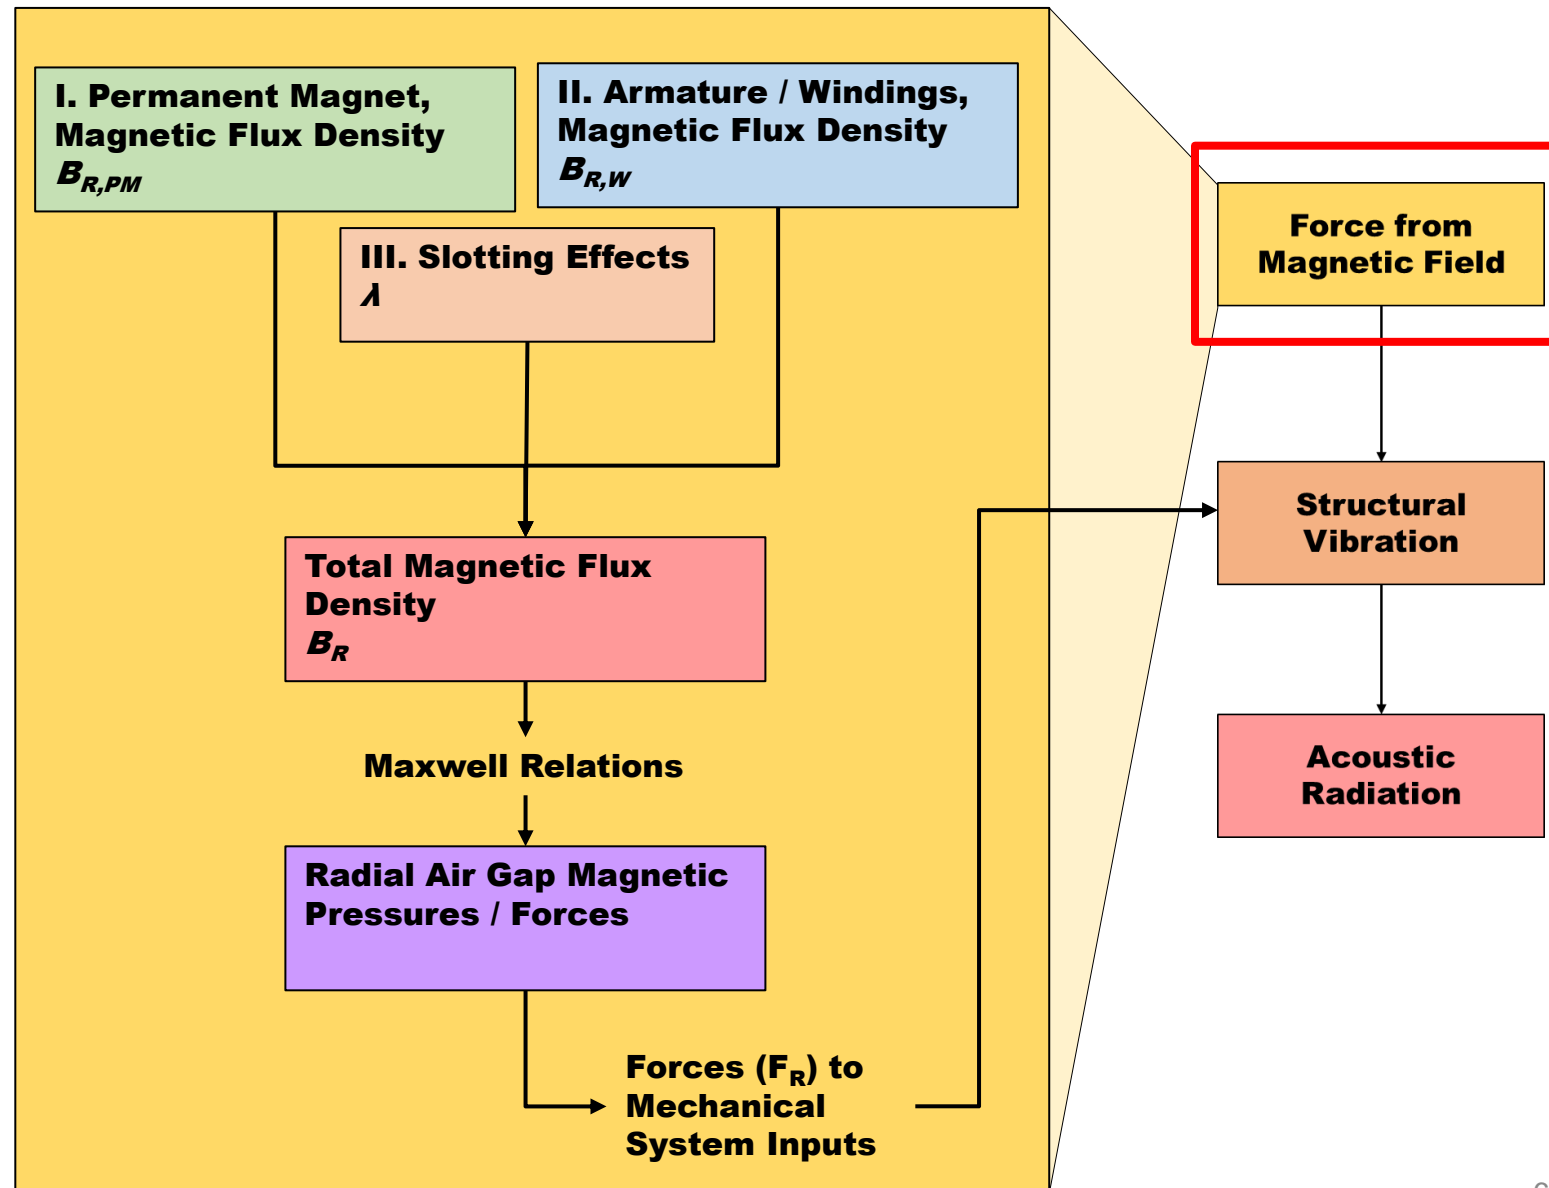 I. Permanent Magnet,
Magnetic Flux Density
B_R,PM
II. Armature / Windings,
Magnetic Flux Density
B_R,W
III. Slotting Effects
λ
Total Magnetic Flux
Density
B_R
Maxwell Relations
Radial Air Gap Magnetic
Pressures / Forces
Forces (F_R) to
Mechanical
System Inputs
Force from
Magnetic Field
Structural
Vibration
Acoustic
Radiation